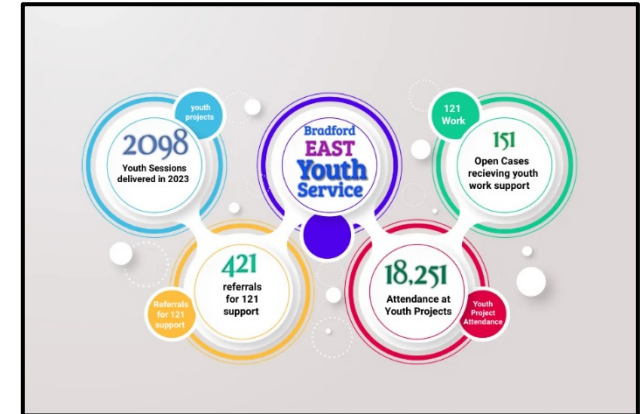 youth
projects
2098
Youth Sessions
delivered in 2023
Bradford
EAST
Youth
Service
121
Work
151
Open Cases
recieving youth
work support
Referrals
for 121
support
421
referrals
for 121
support
18,251
Attendance at
Youth Projects
Youth
Project
Attendance